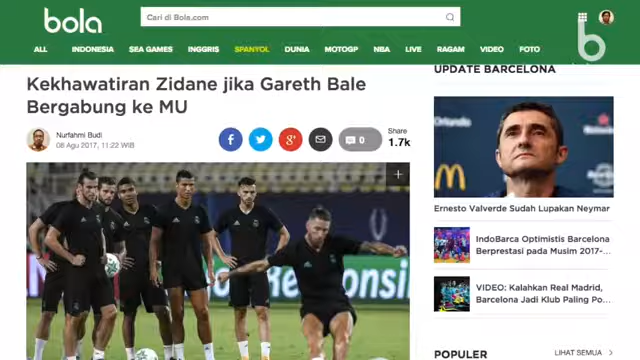 bola
Cari di Bola.com
b
ALL INDONESIA SEA GAMES INGGRIS SPANYOL DUNIA MOTOGP NBA LIVE RAGAM VIDEO FOTO
Kekhawatiran Zidane jika Gareth Bale
Bergabung ke MU
Nurfahmi Budi
08 Agu 2017, 11:22 WIB
0
Share
1.7k
Respon
UPDATE BARCELONA
Orlando
Ernesto Valverde Sudah Lupakan Neymar
IndoBarca Optimistis Barcelona
Berprestasi pada Musim 2017-...
VIDEO: Kalahkan Real Madrid,
Barcelona Jadi Klub Paling Po...
POPULER
LIHAT SEMUA >